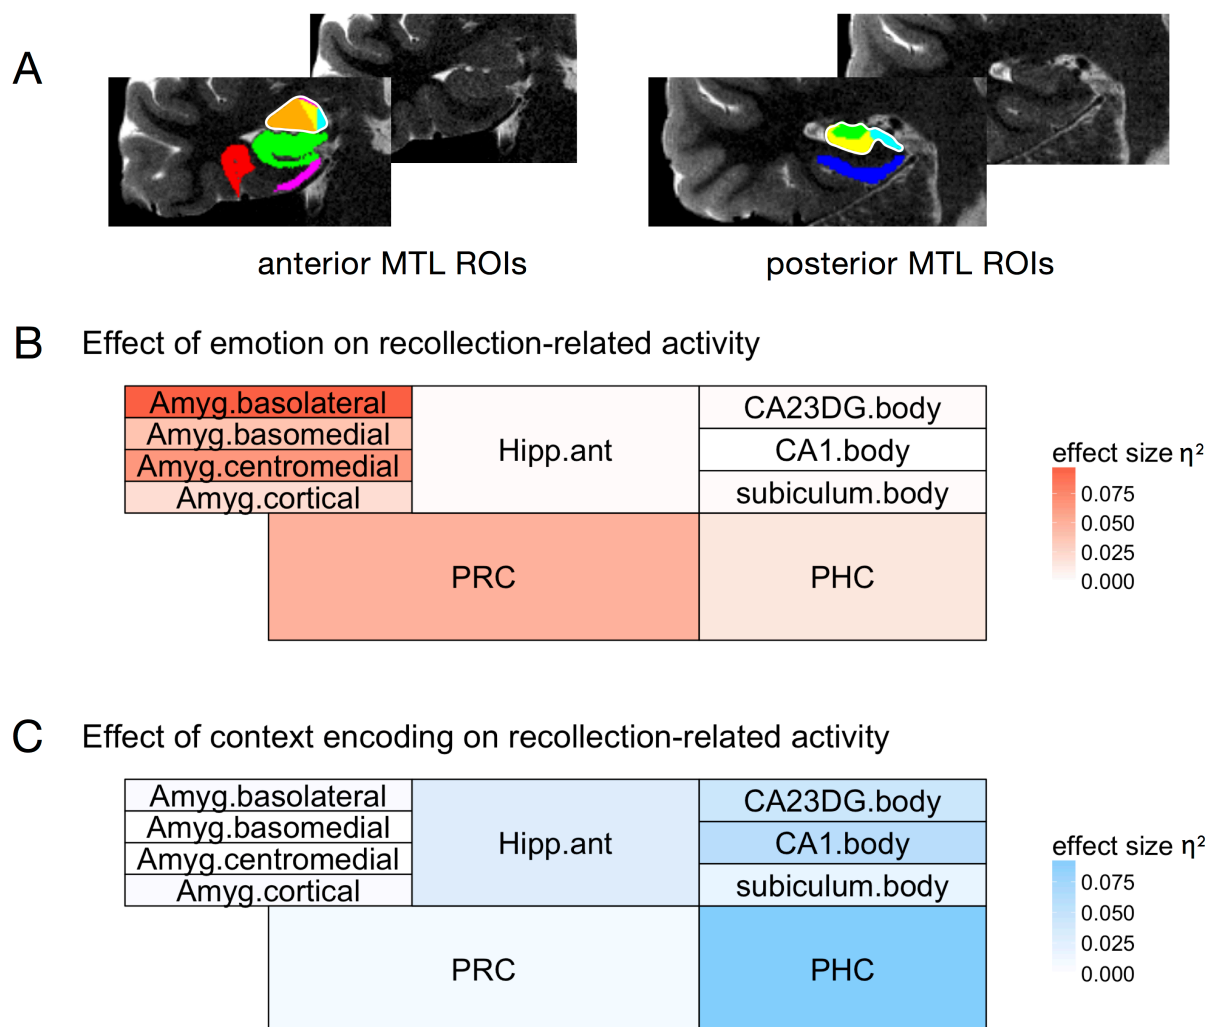 A
anterior MTL ROIs
posterior MTL ROIs
B
Effect of emotion on recollection-related activity
Amyg.basolateral
Amyg.basomedial
Amyg.centromedial
Amyg.cortical
Hipp.ant
CA23DG.body
CA1.body
subiculum.body
PRC
PHC
effect size η²
0.075
0.050
0.025
0.000
C
Effect of context encoding on recollection-related activity
Amyg.basolateral
Amyg.basomedial
Amyg.centromedial
Amyg.cortical
Hipp.ant
CA23DG.body
CA1.body
subiculum.body
PRC
PHC
effect size η²
0.075
0.050
0.025
0.000